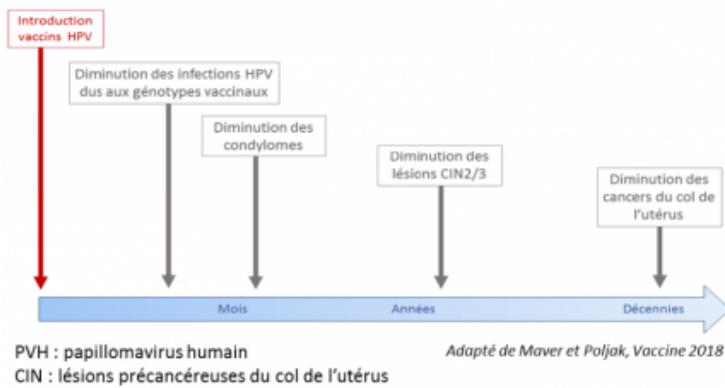 Introduction
vaccins HPV
Diminution des infections HPV
dus aux génotypes vaccinaux
Diminution des
condylomes
Diminution des
lésions CIN2/3
Diminution des
cancers du col de
l'utérus
Mois
Années
Décennies
PVH : papillomavirus humain
Adapté de Maver et Poljak, Vaccine 2018
CIN : lésions précancéreuses du col de l'utérus